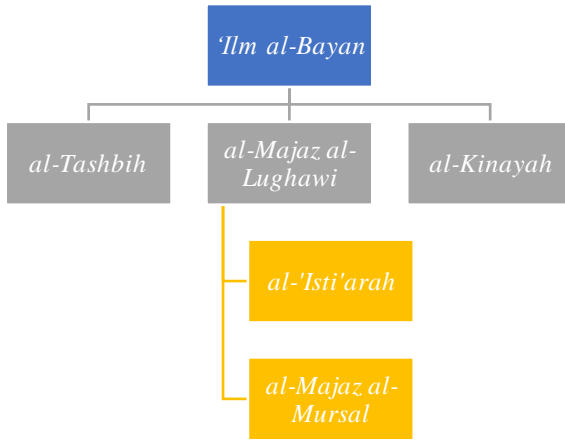 ‘Ilm al-Bayan
al-Tashbih
al-Majaz al-
Lughawi
al-Kinayah
al-'Isti'arah
al-Majaz al-
Mursal